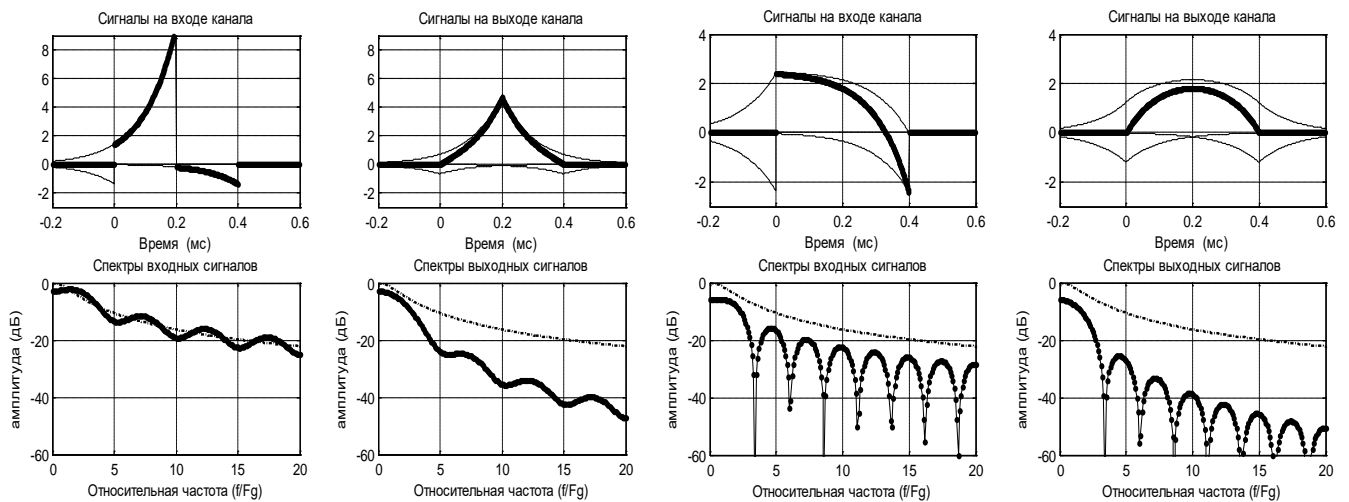 Сигналы на входе канала
8
6
4
2
0
-2
-0.2 0 0.2 0.4 0.6
Время (мс)
Сигналы на выходе канала
8
6
4
2
0
-2
-0.2 0 0.2 0.4 0.6
Время (мс)
Сигналы на входе канала
4
2
0
-2
-0.2 0 0.2 0.4 0.6
Время (мс)
Сигналы на выходе канала
4
2
0
-2
-0.2 0 0.2 0.4 0.6
Время (мс)
Спектры входных сигналов
амплитуда (дБ)
0
-20
-40
-60
0 5 10 15 20
Относительная частота (f/Fg)
Спектры выходных сигналов
амплитуда (дБ)
0
-20
-40
-60
0 5 10 15 20
Относительная частота (f/Fg)
Спектры входных сигналов
амплитуда (дБ)
0
-20
-40
-60
0 5 10 15 20
Относительная частота (f/Fg)
Спектры выходных сигналов
амплитуда (дБ)
0
-20
-40
-60
0 5 10 15 20
Относительная частота (f/Fg)